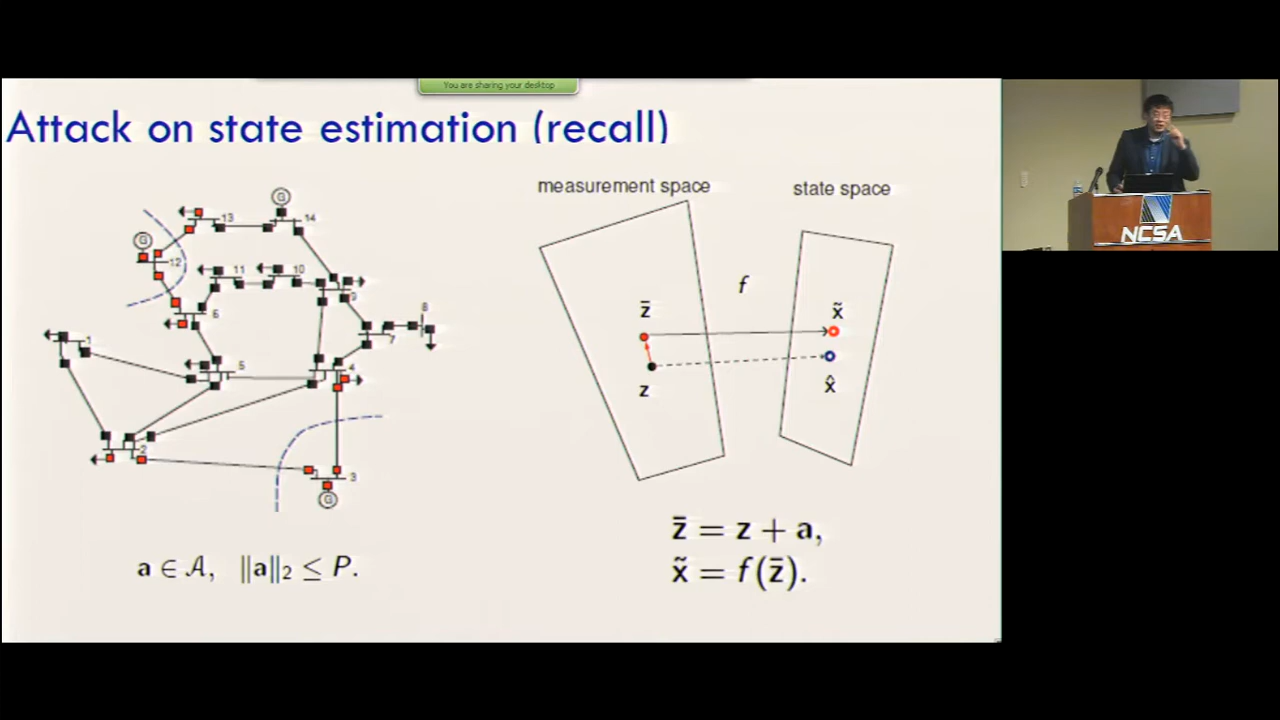 You are sharing your desktop
Attack on state estimation (recall)
measurement space
state space
G
13
14
G
12
11
10
9
6
8
7
1
5
4
2
3
G
f
z̄
x̃
z
x̂
a ∈ 𝒜, ‖a‖₂ ≤ P.
z̄ = z + a,
x̃ = f(z̄).
NCSA